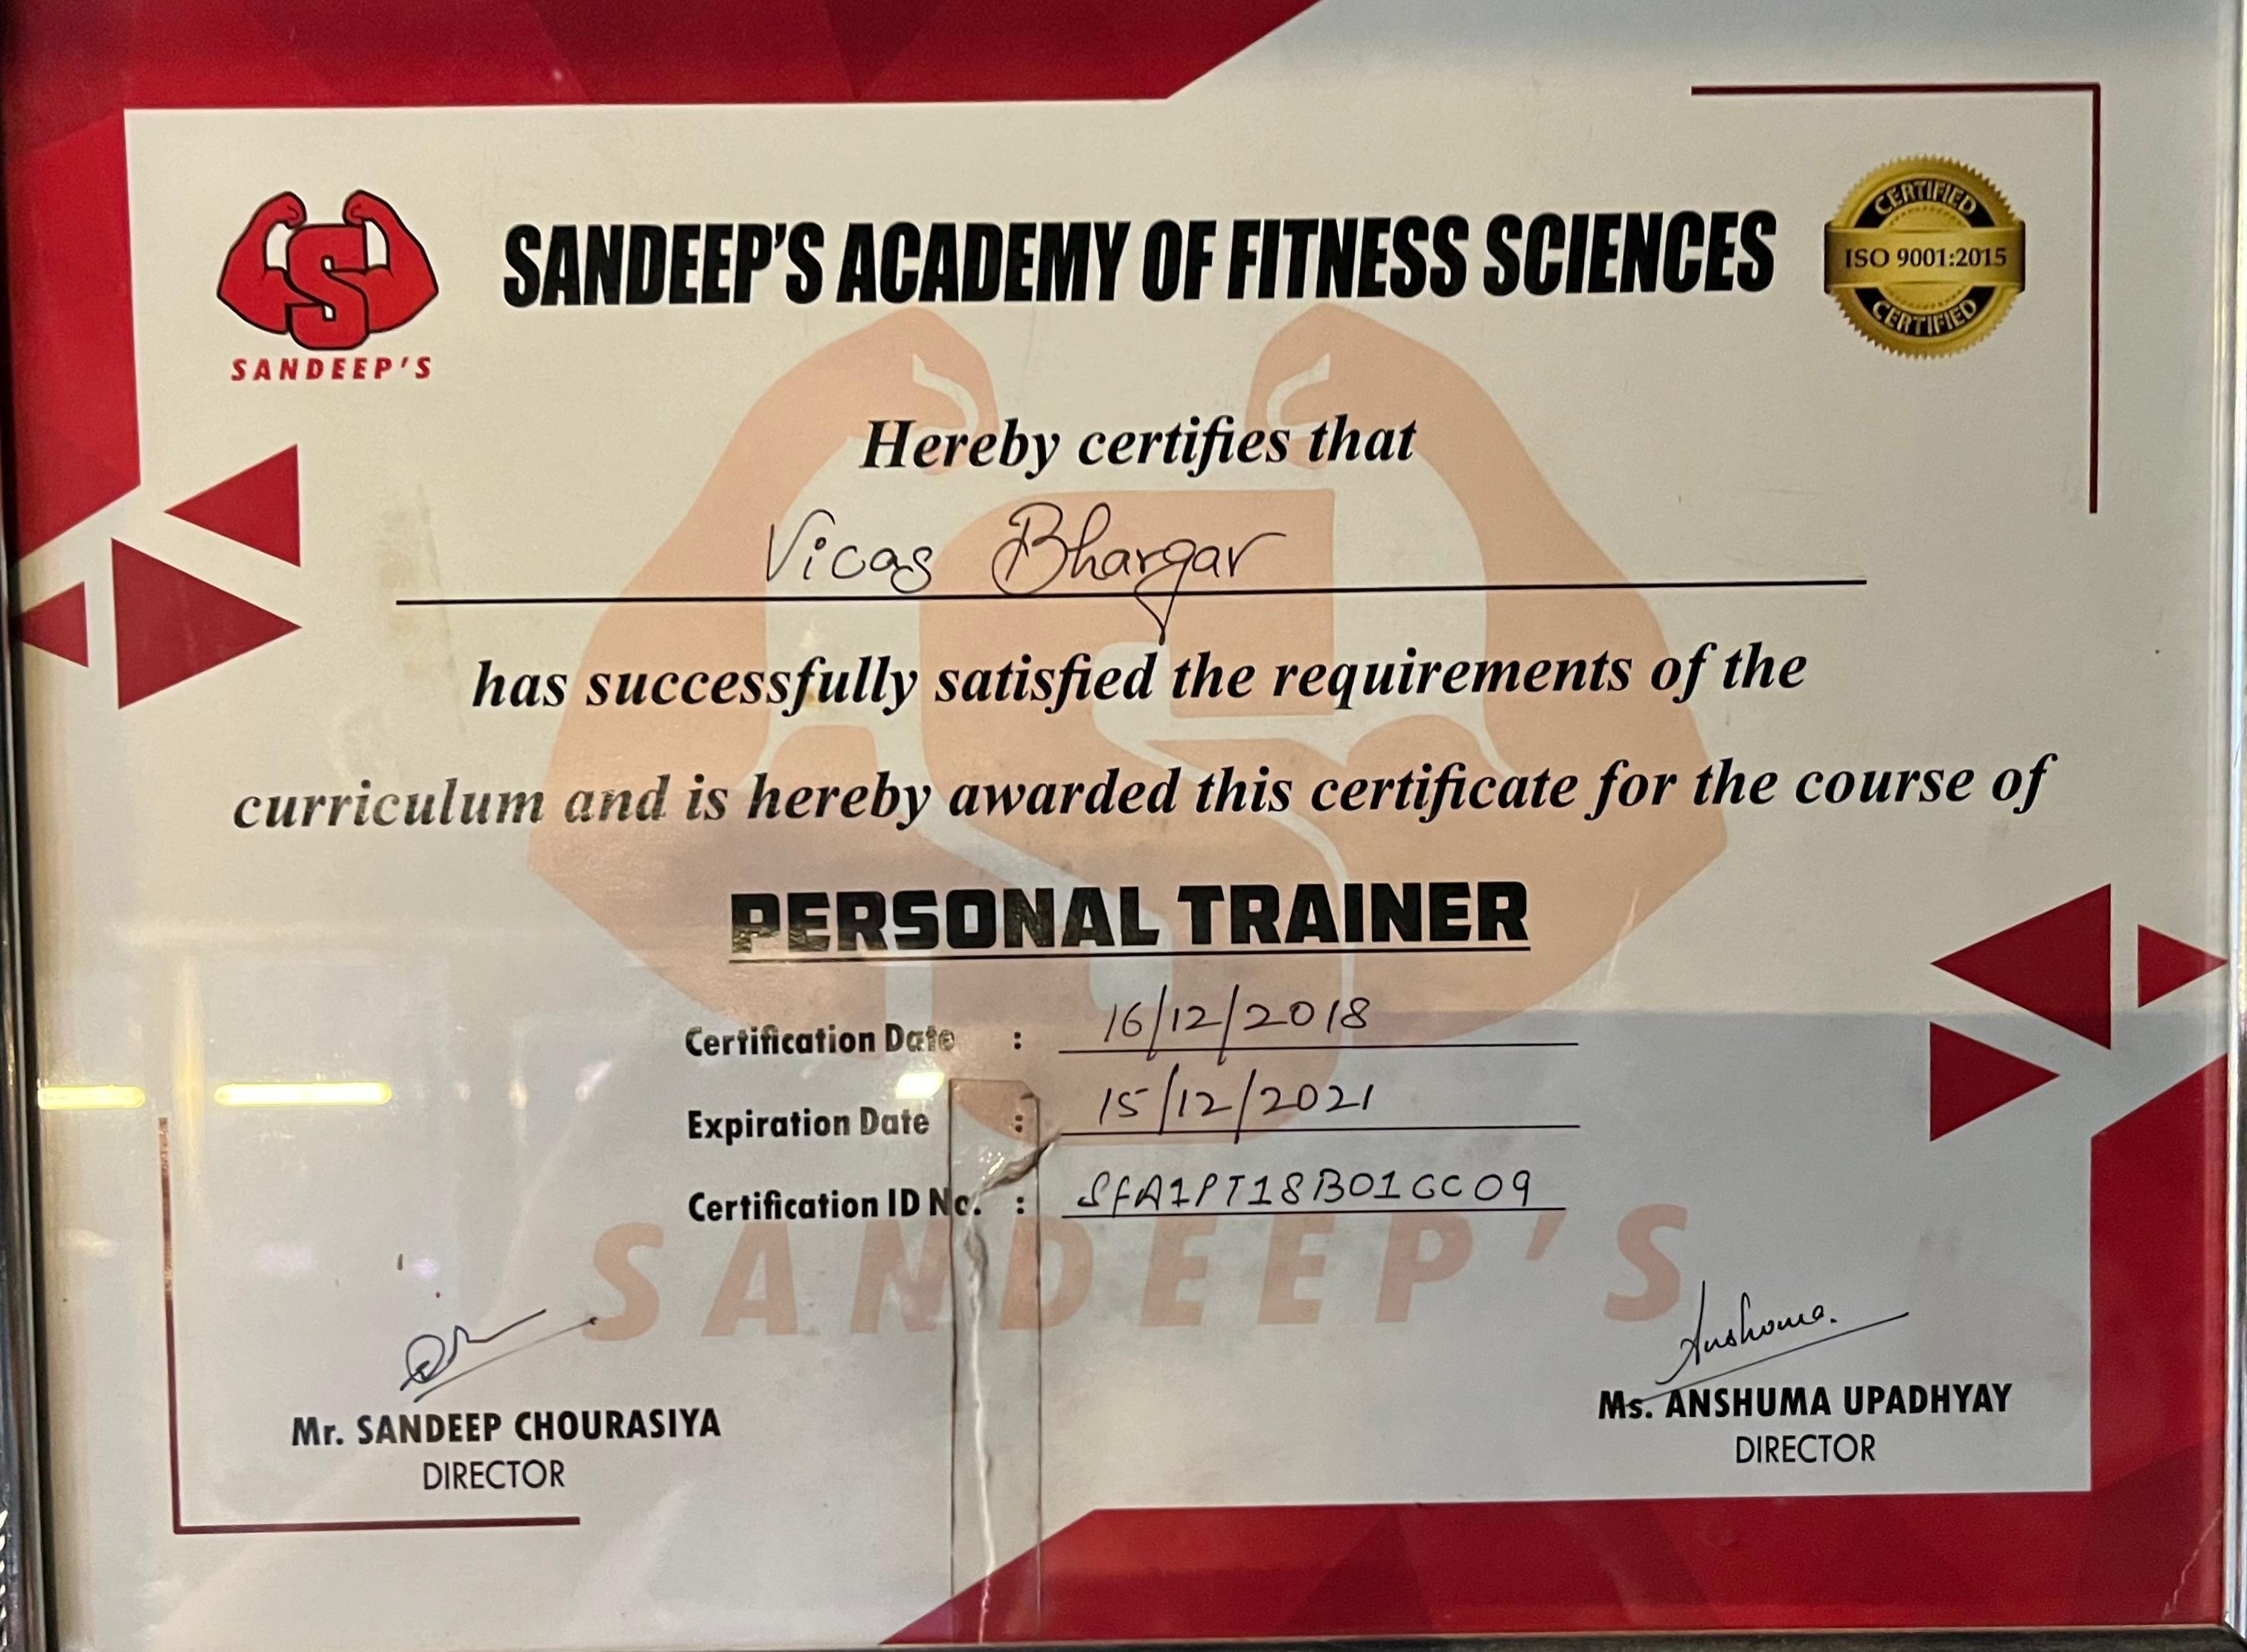 SANDEEP'S
SANDEEP'S ACADEMY OF FITNESS SCIENCES
CERTIFIED
ISO 9001:2015
CERTIFIED
Hereby certifies that
Vicas Bhargav
has successfully satisfied the requirements of the
curriculum and is hereby awarded this certificate for the course of
PERSONAL TRAINER
Certification Date : 16/12/2018
Expiration Date : 15/12/2021
Certification ID No. : SFA1PT18B01GC09
SANDEEP'S
Anshuma.
Mr. SANDEEP CHOURASIYA
DIRECTOR
Ms. ANSHUMA UPADHYAY
DIRECTOR